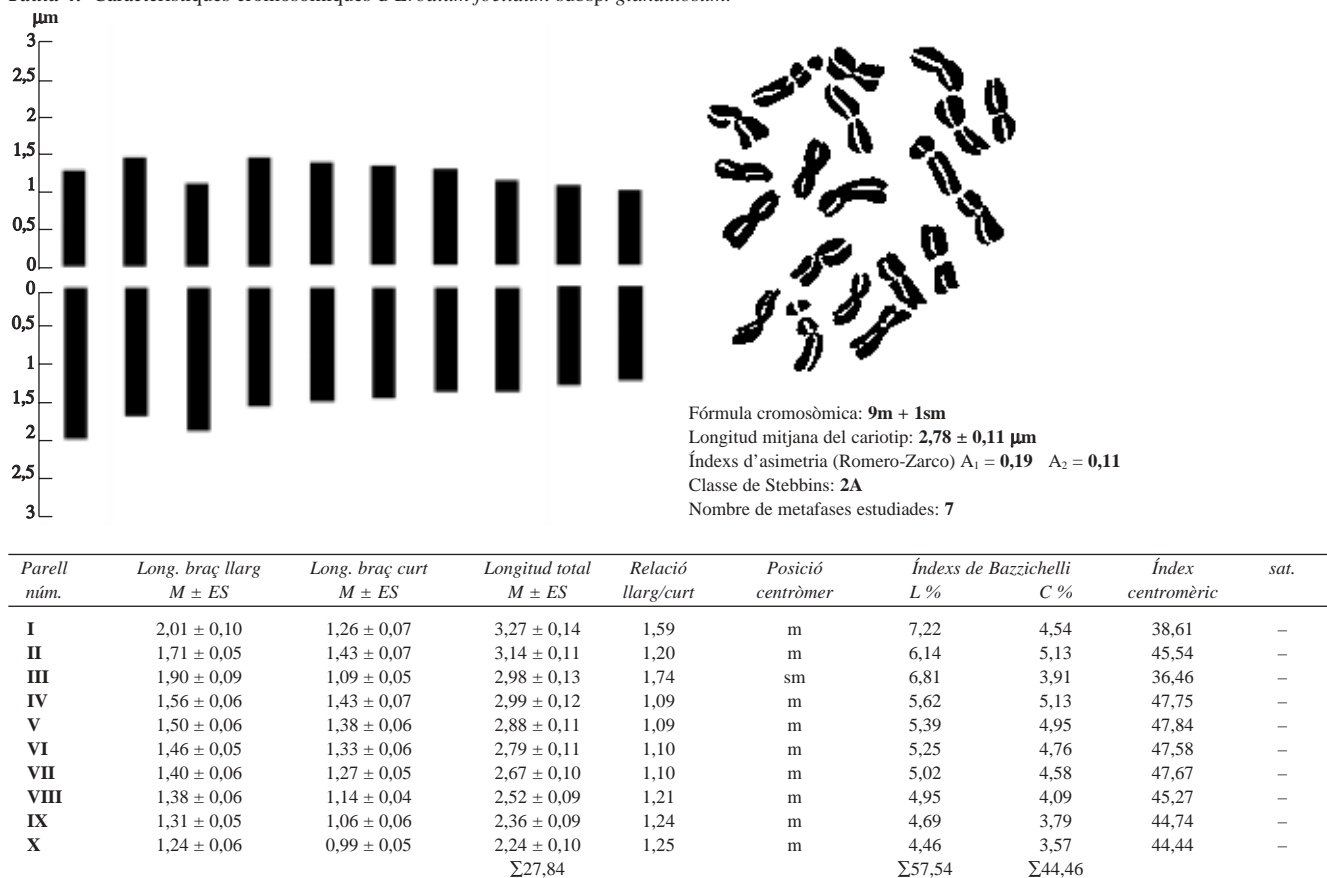 μm
3
2,5
2
1,5
1
0,5
0
0
0,5
1
1,5
2
2,5
3
Fórmula cromosòmica: 9m + 1sm
Longitud mitjana del cariotip: 2,78 ± 0,11 μm
Índexs d'asimetria (Romero-Zarco) A₁ = 0,19 A₂ = 0,11
Classe de Stebbins: 2A
Nombre de metafases estudiades: 7
Parell Long. braç llarg Long. braç curt Longitud total Relació Posició Índexs de Bazzichelli Índex sat.
núm. M ± ES M ± ES M ± ES llarg/curt centròmer L % C % centromèric
I 2,01 ± 0,10 1,26 ± 0,07 3,27 ± 0,14 1,59 m 7,22 4,54 38,61 –
II 1,71 ± 0,05 1,43 ± 0,07 3,14 ± 0,11 1,20 m 6,14 5,13 45,54 –
III 1,90 ± 0,09 1,09 ± 0,05 2,98 ± 0,13 1,74 sm 6,81 3,91 36,46 –
IV 1,56 ± 0,06 1,43 ± 0,07 2,99 ± 0,12 1,09 m 5,62 5,13 47,75 –
V 1,50 ± 0,06 1,38 ± 0,06 2,88 ± 0,11 1,09 m 5,39 4,95 47,84 –
VI 1,46 ± 0,05 1,33 ± 0,06 2,79 ± 0,11 1,10 m 5,25 4,76 47,58 –
VII 1,40 ± 0,06 1,27 ± 0,05 2,67 ± 0,10 1,10 m 5,02 4,58 47,67 –
VIII 1,38 ± 0,06 1,14 ± 0,04 2,52 ± 0,09 1,21 m 4,95 4,09 45,27 –
IX 1,31 ± 0,05 1,06 ± 0,06 2,36 ± 0,09 1,24 m 4,69 3,79 44,74 –
X 1,24 ± 0,06 0,99 ± 0,05 2,24 ± 0,10 1,25 m 4,46 3,57 44,44 –
∑27,84 ∑57,54 ∑44,46